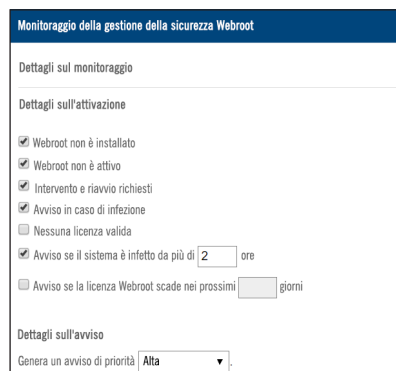 Monitoraggio della gestione della sicurezza Webroot
Dettagli sul monitoraggio
Dettagli sull'attivazione
Webroot non è installato
Webroot non è attivo
Intervento e riavvio richiesti
Avviso in caso di infezione
Nessuna licenza valida
Avviso se il sistema è infetto da più di 2 ore
Avviso se la licenza Webroot scade nei prossimi giorni
Dettagli sull'avviso
Genera un avviso di priorità Alta .